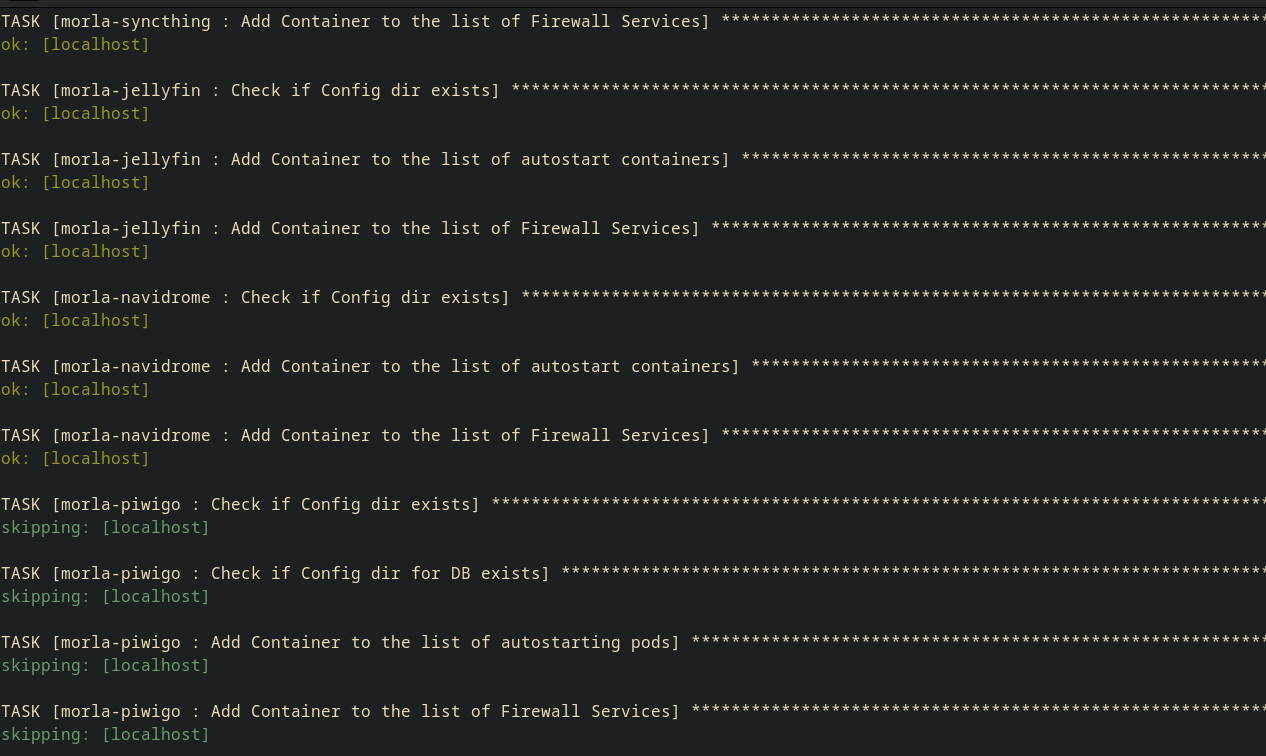 TASK [morla-syncthing : Add Container to the list of Firewall Services] *******************************************************
ok: [localhost]
TASK [morla-jellyfin : Check if Config dir exists] ****************************************************************************
ok: [localhost]
TASK [morla-jellyfin : Add Container to the list of autostart containers] *****************************************************
ok: [localhost]
TASK [morla-jellyfin : Add Container to the list of Firewall Services] ********************************************************
ok: [localhost]
TASK [morla-navidrome : Check if Config dir exists] ***************************************************************************
ok: [localhost]
TASK [morla-navidrome : Add Container to the list of autostart containers] ****************************************************
ok: [localhost]
TASK [morla-navidrome : Add Container to the list of Firewall Services] *******************************************************
ok: [localhost]
TASK [morla-piwigo : Check if Config dir exists] ******************************************************************************
skipping: [localhost]
TASK [morla-piwigo : Check if Config dir for DB exists] ***********************************************************************
skipping: [localhost]
TASK [morla-piwigo : Add Container to the list of autostarting pods] **********************************************************
skipping: [localhost]
TASK [morla-piwigo : Add Container to the list of Firewall Services] **********************************************************
skipping: [localhost]